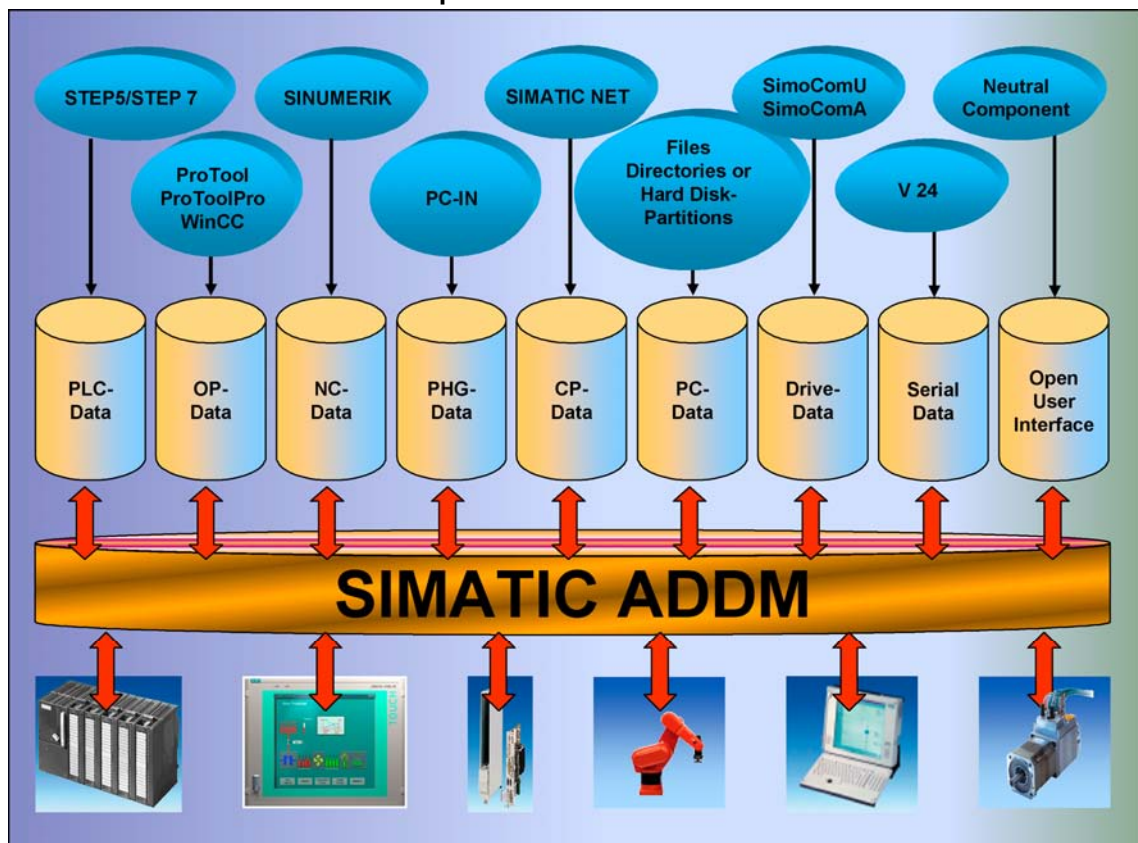 STEP5/STEP 7
SINUMERIK
SIMATIC NET
SimoComU
SimoComA
Neutral
Component
ProTool
ProToolPro
WinCC
PC-IN
Files
Directories or
Hard Disk-
Partitions
V 24
PLC-
Data
OP-
Data
NC-
Data
PHG-
Data
CP-
Data
PC-
Data
Drive-
Data
Serial
Data
Open
User
Interface
SIMATIC ADDM
TOUCH